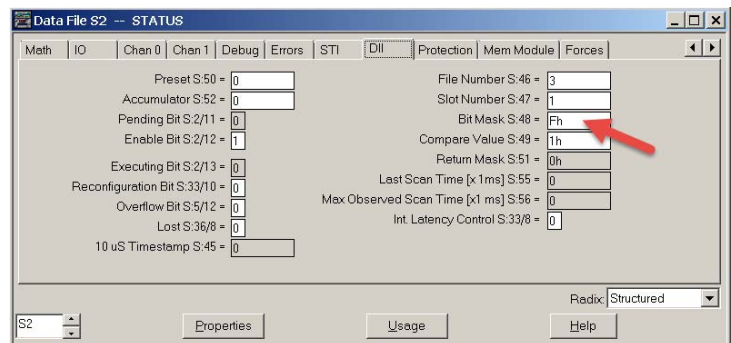 Data File S2 -- STATUS
Math IO Chan 0 Chan 1 Debug Errors STI DII Protection Mem Module Forces
Preset S:50 = 0
Accumulator S:52 = 0
Pending Bit S:2/11 = 0
Enable Bit S:2/12 = 1
Executing Bit S:2/13 = 0
Reconfiguration Bit S:33/10 = 0
Overflow Bit S:5/12 = 0
Lost S:36/8 = 0
10 uS Timestamp S:45 = 0
File Number S:46 = 3
Slot Number S:47 = 1
Bit Mask S:48 = Fh
Compare Value S:49 = 1h
Return Mask S:51 = 0h
Last Scan Time [x1ms] S:55 = 0
Max Observed Scan Time [x1 ms] S:56 = 0
Int. Latency Control S:33/8 = 0
Radix: Structured
S2 Properties Usage Help